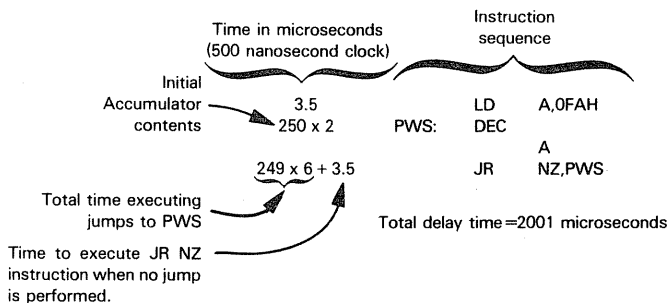 Time in microseconds
(500 nanosecond clock)
Instruction
sequence
Initial
Accumulator
contents
3.5 LD A,0FAH
250 x 2 PWS: DEC
A
249 x 6 + 3.5 JR NZ,PWS
Total time executing
jumps to PWS
Total delay time=2001 microseconds
Time to execute JR NZ
instruction when no jump
is performed.